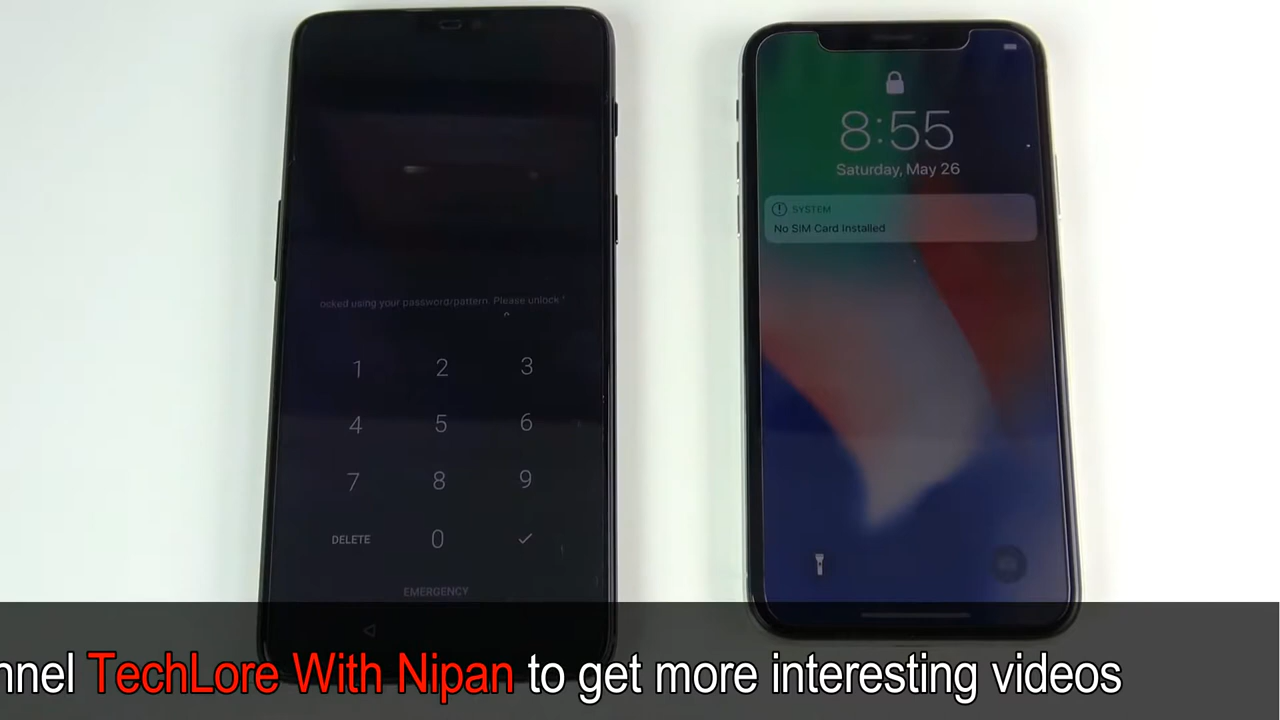 ocked using your password/pattern. Please unlock
1 2 3
4 5 6
7 8 9
DELETE 0
EMERGENCY
8:55
Saturday, May 26
SYSTEM
No SIM Card Installed
nnel TechLore With Nipan to get more interesting videos